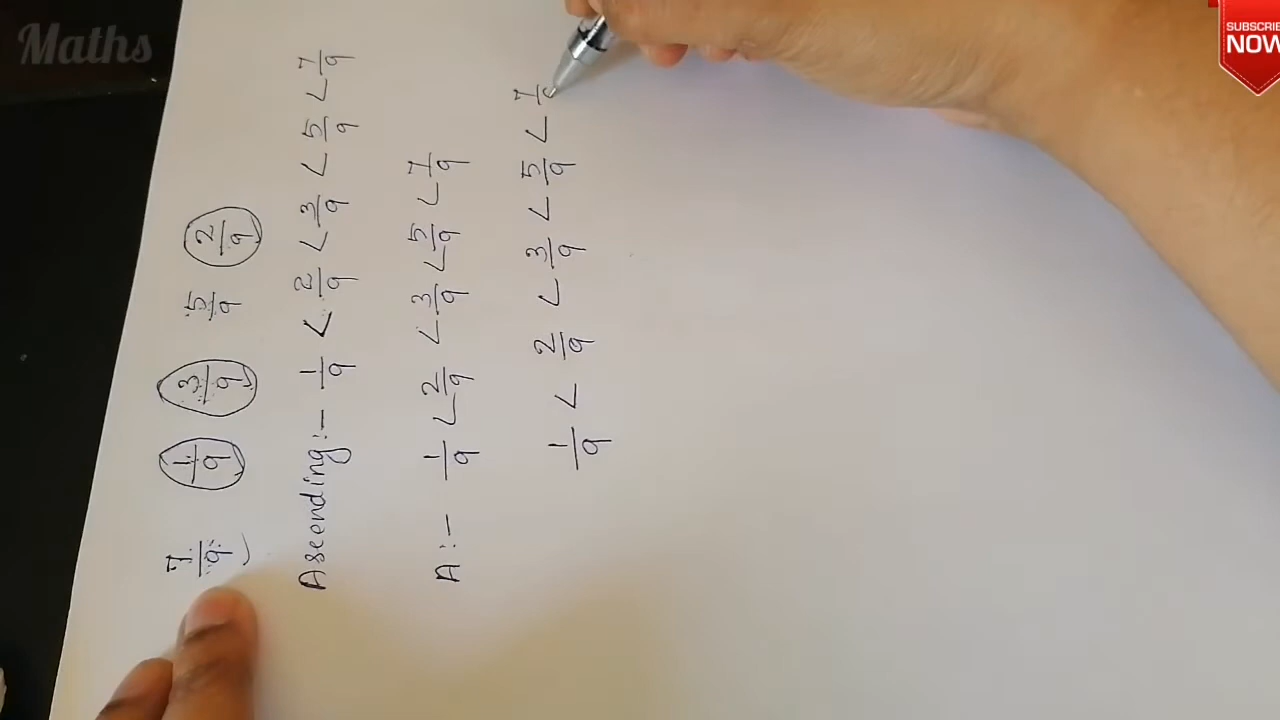 Maths
SUBSCRIBE
NOW
7/9 1/9 3/9 5/9 2/9
Ascending:- 1/9 < 2/9 < 3/9 < 5/9 < 7/9
A:- 1/9 < 2/9 < 3/9 < 5/9 < 7/9
1/9 < 2/9 < 3/9 < 5/9 < 7/